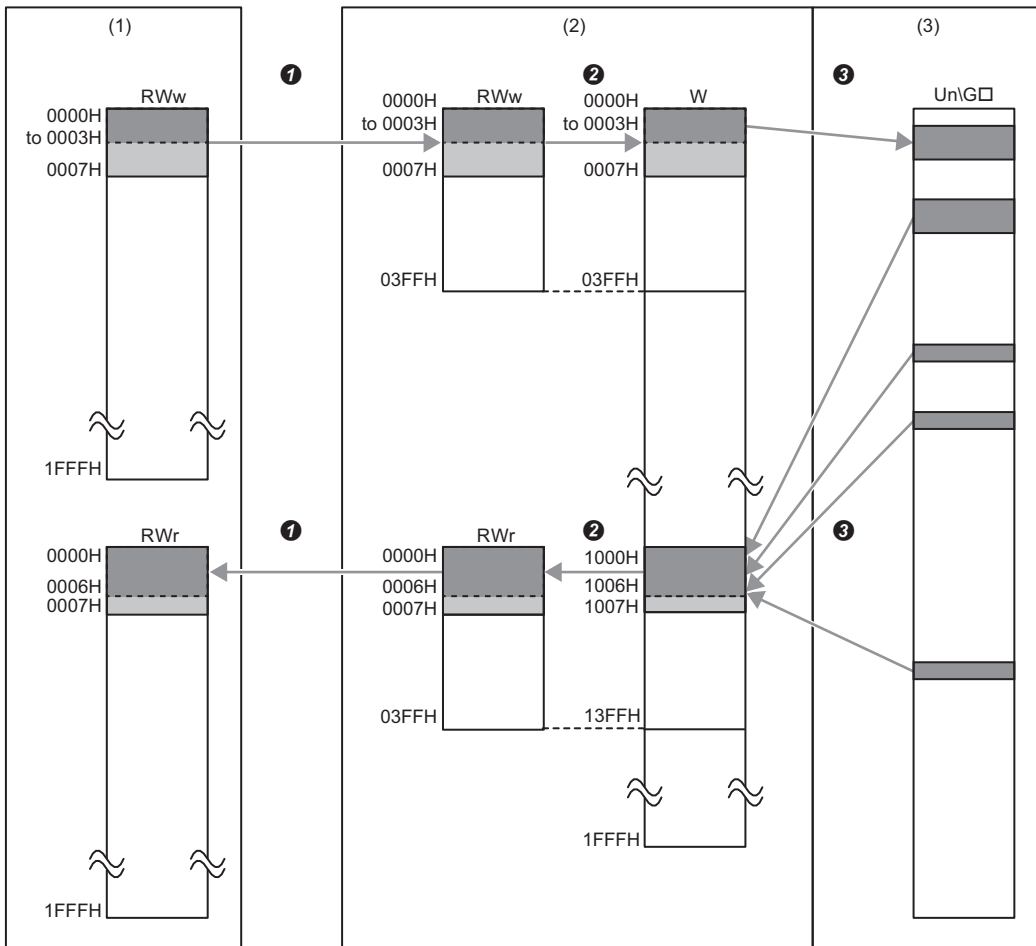 (1)
(2)
(3)
❶
❷
❸
RWw
RWw
W
Un\G□
0000H
to 0003H
0007H
0000H
to 0003H
0007H
0000H
to 0003H
0007H
03FFH
03FFH
1FFFH
❶
❷
❸
RWr
RWr
0000H
0006H
0007H
0000H
0006H
0007H
1000H
1006H
1007H
03FFH
13FFH
1FFFH
1FFFH